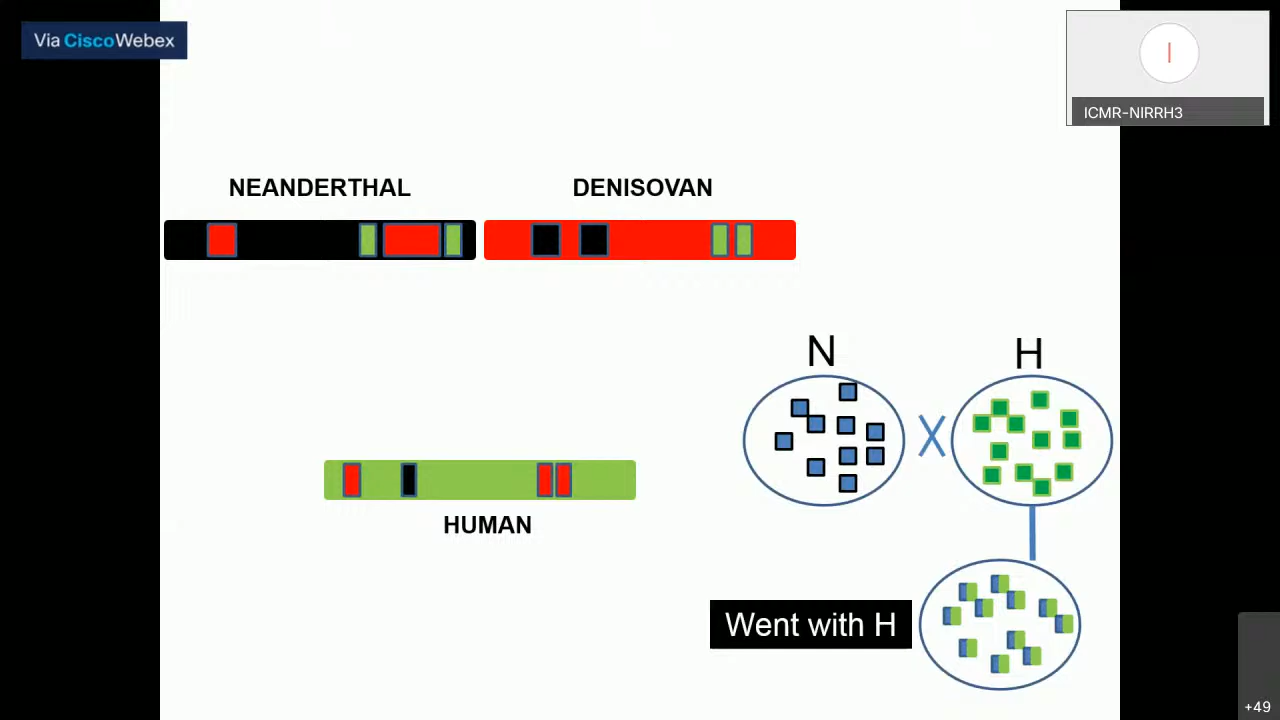 Via CiscoWebex
I
ICMR-NIRRH3
NEANDERTHAL
DENISOVAN
N
H
X
HUMAN
Went with H
+49